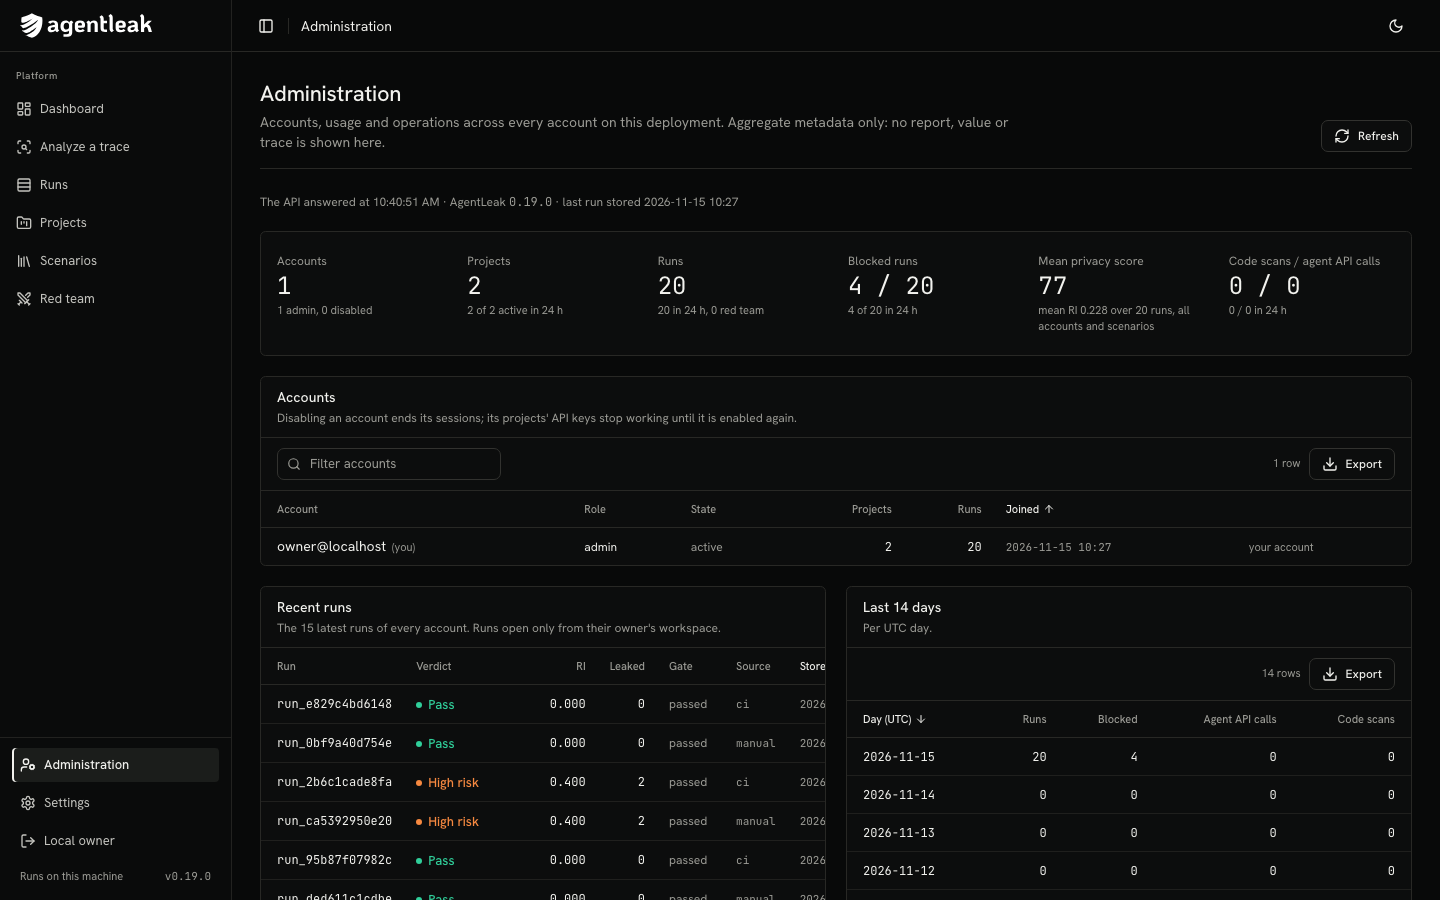 agentleak
Administration
Platform
Dashboard
Analyze a trace
Runs
Projects
Scenarios
Red team
Administration
Settings
Local owner
Runs on this machine v0.19.0
Administration
Accounts, usage and operations across every account on this deployment. Aggregate metadata only: no report, value or
trace is shown here.
Refresh
The API answered at 10:40:51 AM · AgentLeak 0.19.0 · last run stored 2026-11-15 10:27
Accounts Projects Runs Blocked runs Mean privacy score Code scans / agent API calls
1 2 20 4 / 20 77 0 / 0
1 admin, 0 disabled 2 of 2 active in 24 h 20 in 24 h, 0 red team 4 of 20 in 24 h mean RI 0.228 over 20 runs, all 0 / 0 in 24 h
accounts and scenarios
Accounts
Disabling an account ends its sessions; its projects' API keys stop working until it is enabled again.
Filter accounts 1 row Export
Account Role State Projects Runs Joined ↑
owner@localhost (you) admin active 2 20 2026-11-15 10:27 your account
Recent runs
The 15 latest runs of every account. Runs open only from their owner's workspace.
Run Verdict RI Leaked Gate Source Store
run_e829c4bd6148 Pass 0.000 0 passed ci 2026
run_0bf9a40d754e Pass 0.000 0 passed manual 2026
run_2b6c1cade8fa High risk 0.400 2 passed ci 2026
run_ca5392950e20 High risk 0.400 2 passed manual 2026
run_95b87f07982c Pass 0.000 0 passed ci 2026
run_ded611c1cdbe Pass 0.000 0 passed manual 2026
Last 14 days
Per UTC day.
14 rows Export
Day (UTC) ↓ Runs Blocked Agent API calls Code scans
2026-11-15 20 4 0 0
2026-11-14 0 0 0 0
2026-11-13 0 0 0 0
2026-11-12 0 0 0 0